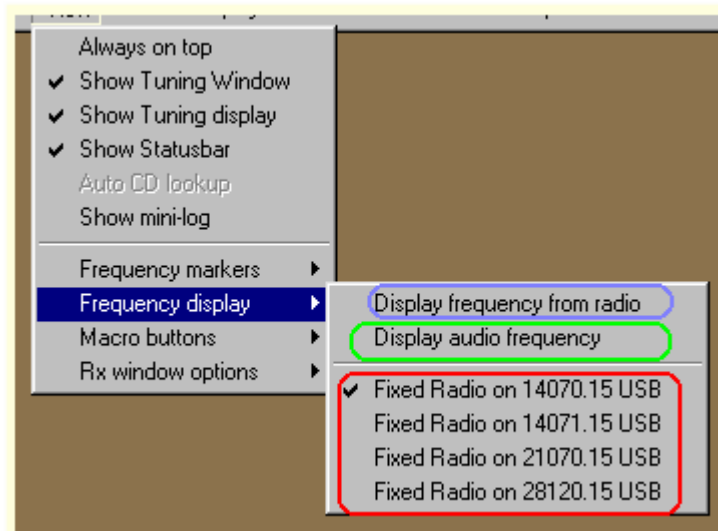 Always on top
Show Tuning Window
Show Tuning display
Show Statusbar
Auto CD lookup
Show mini-log
Frequency markers
Frequency display
Macro buttons
Rx window options
Display frequency from radio
Display audio frequency
Fixed Radio on 14070.15 USB
Fixed Radio on 14071.15 USB
Fixed Radio on 21070.15 USB
Fixed Radio on 28120.15 USB